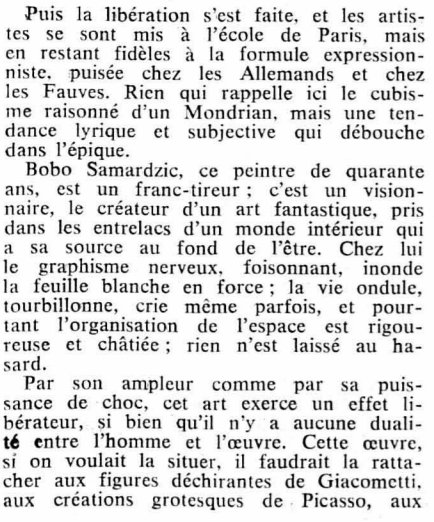 Puis la libération s'est faite, et les artis-
tes se sont mis à l'école de Paris, mais
en restant fidèles à la formule expression-
niste, puisée chez les Allemands et chez
les Fauves. Rien qui rappelle ici le cubis-
me raisonné d'un Mondrian, mais une ten-
dance lyrique et subjective qui débouche
dans l'épique.
Bobo Samardzic, ce peintre de quarante
ans, est un franc-tireur ; c'est un vision-
naire, le créateur d'un art fantastique, pris
dans les entrelacs d'un monde intérieur qui
a sa source au fond de l'être. Chez lui
le graphisme nerveux, foisonnant, inonde
la feuille blanche en force ; la vie ondule,
tourbillonne, crie même parfois, et pour-
tant l'organisation de l'espace est rigou-
reuse et châtiée ; rien n'est laissé au ha-
sard.
Par son ampleur comme par sa puis-
sance de choc, cet art exerce un effet li-
bérateur, si bien qu'il n'y a aucune duali-
té entre l'homme et l'œuvre. Cette œuvre,
si on voulait la situer, il faudrait la ratta-
cher aux figures déchirantes de Giacometti,
aux créations grotesques de Picasso, aux